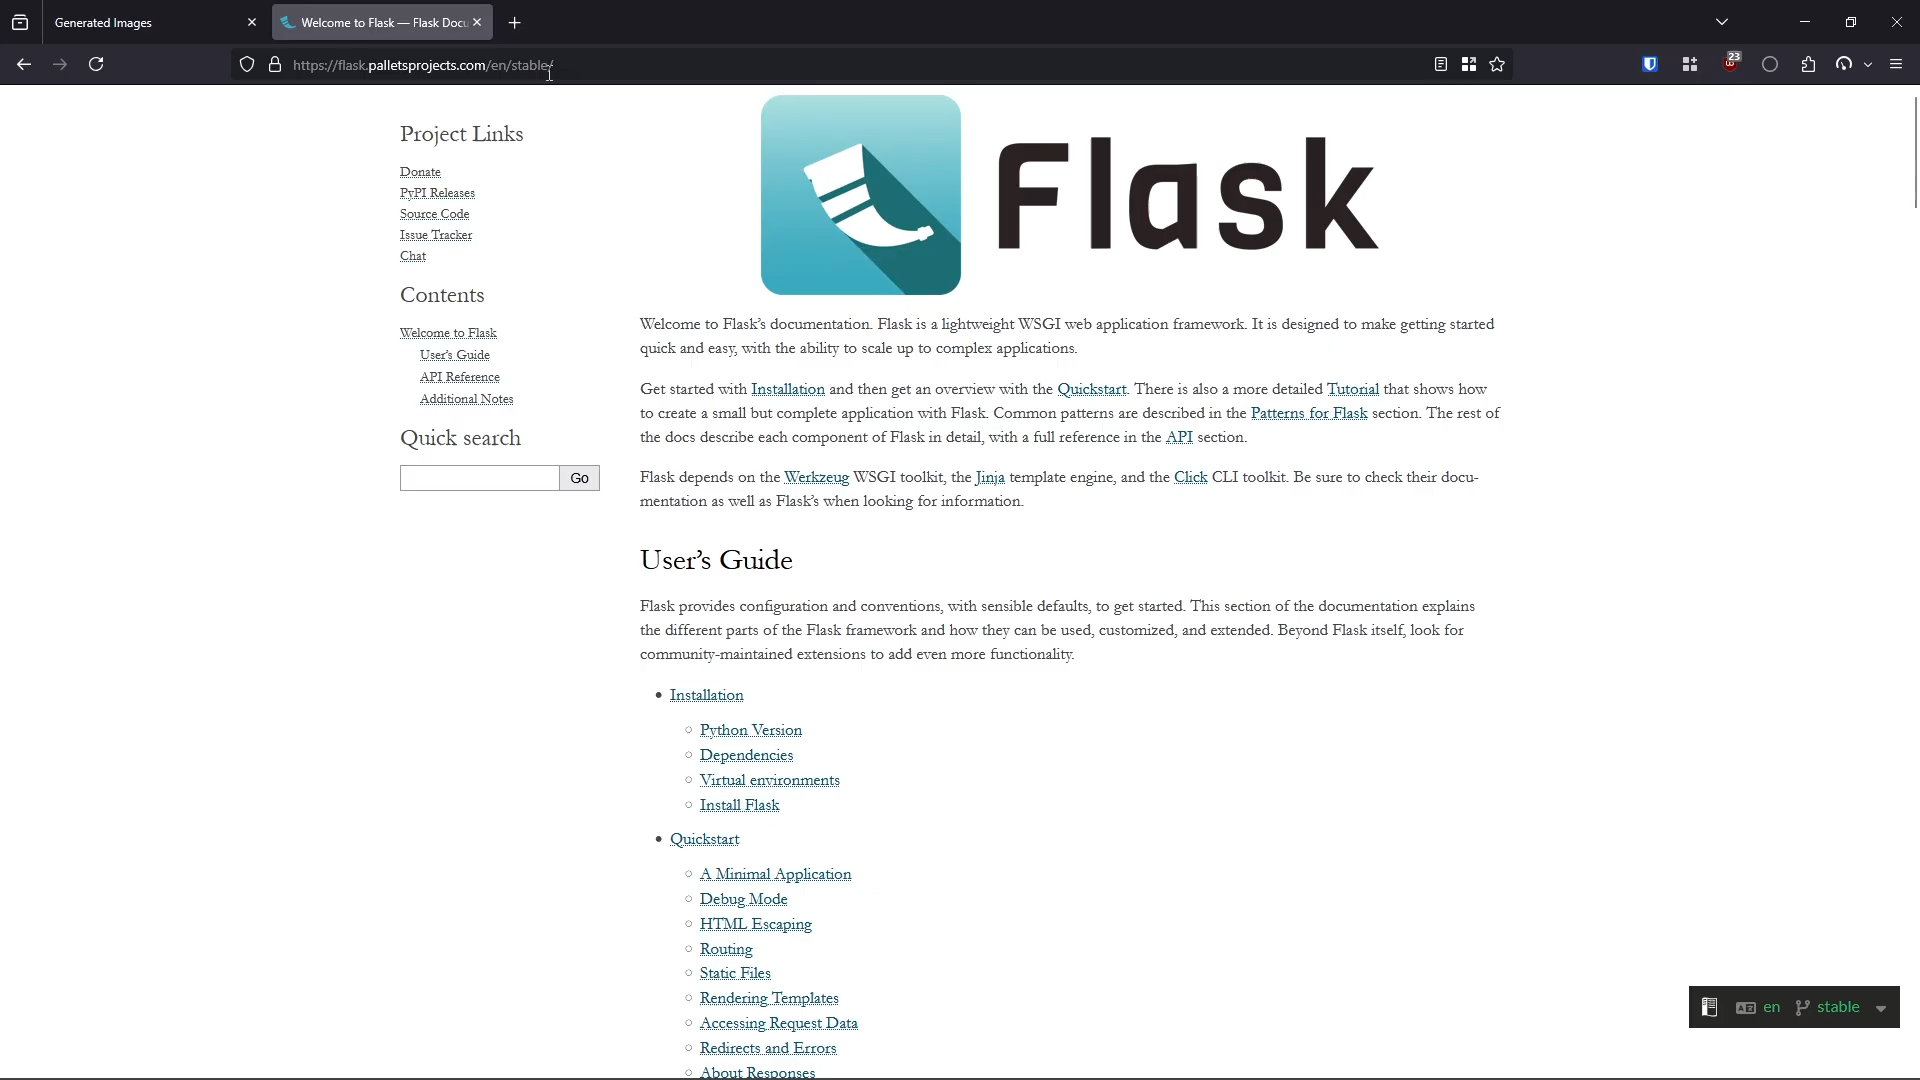 Generated Images
Welcome to Flask — Flask Docu
https://flask.palletsprojects.com/en/stable/
23
Project Links
Donate
PyPI Releases
Source Code
Issue Tracker
Chat
Contents
Welcome to Flask
User's Guide
API Reference
Additional Notes
Quick search
Go
Flask
Welcome to Flask's documentation. Flask is a lightweight WSGI web application framework. It is designed to make getting started
quick and easy, with the ability to scale up to complex applications.
Get started with Installation and then get an overview with the Quickstart. There is also a more detailed Tutorial that shows how
to create a small but complete application with Flask. Common patterns are described in the Patterns for Flask section. The rest of
the docs describe each component of Flask in detail, with a full reference in the API section.
Flask depends on the Werkzeug WSGI toolkit, the Jinja template engine, and the Click CLI toolkit. Be sure to check their docu-
mentation as well as Flask's when looking for information.
User's Guide
Flask provides configuration and conventions, with sensible defaults, to get started. This section of the documentation explains
the different parts of the Flask framework and how they can be used, customized, and extended. Beyond Flask itself, look for
community-maintained extensions to add even more functionality.
• Installation
○ Python Version
○ Dependencies
○ Virtual environments
○ Install Flask
• Quickstart
○ A Minimal Application
○ Debug Mode
○ HTML Escaping
○ Routing
○ Static Files
○ Rendering Templates
○ Accessing Request Data
○ Redirects and Errors
○ About Responses
en stable